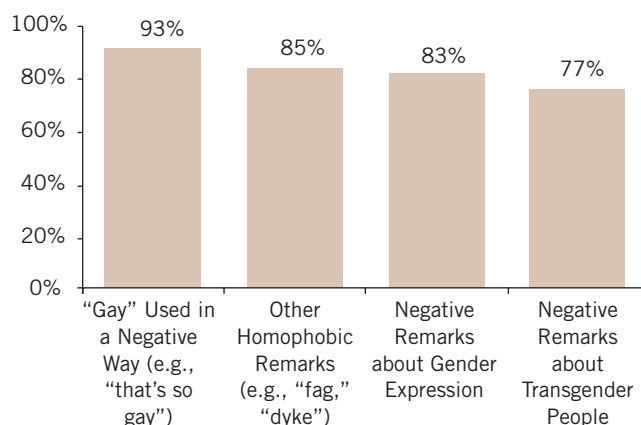 100%
80%
60%
40%
20%
0%
93%
85%
83%
77%
“Gay” Used in
a Negative
Way (e.g.,
“that’s so
gay”)
Other
Homophobic
Remarks
(e.g., “fag,”
“dyke”)
Negative
Remarks
about Gender
Expression
Negative
Remarks
about
Transgender
People